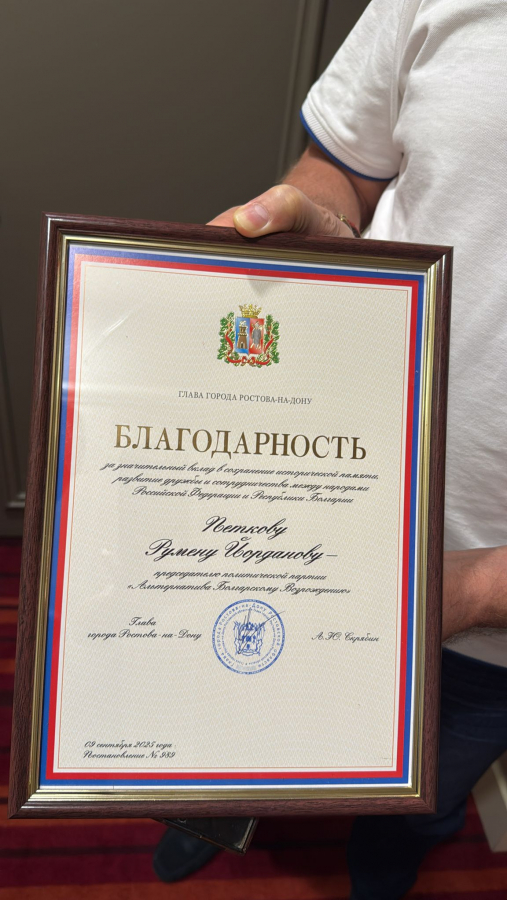 ГЛАВА ГОРОДА РОСТОВА-НА-ДОНУ
БЛАГОДАРНОСТЬ
за значительный вклад в сохранение исторической памяти,
развитие дружбы и сотрудничества между народами
Российской Федерации и Республики Болгарии
Петкову
Румену Йорданову –
председателю политической партии
«Альтернатива Болгарскому Возрождению»
Глава
города Ростова-на-Дону
А.Ю. Скрябин
09 сентября 2025 года
Постановление № 989